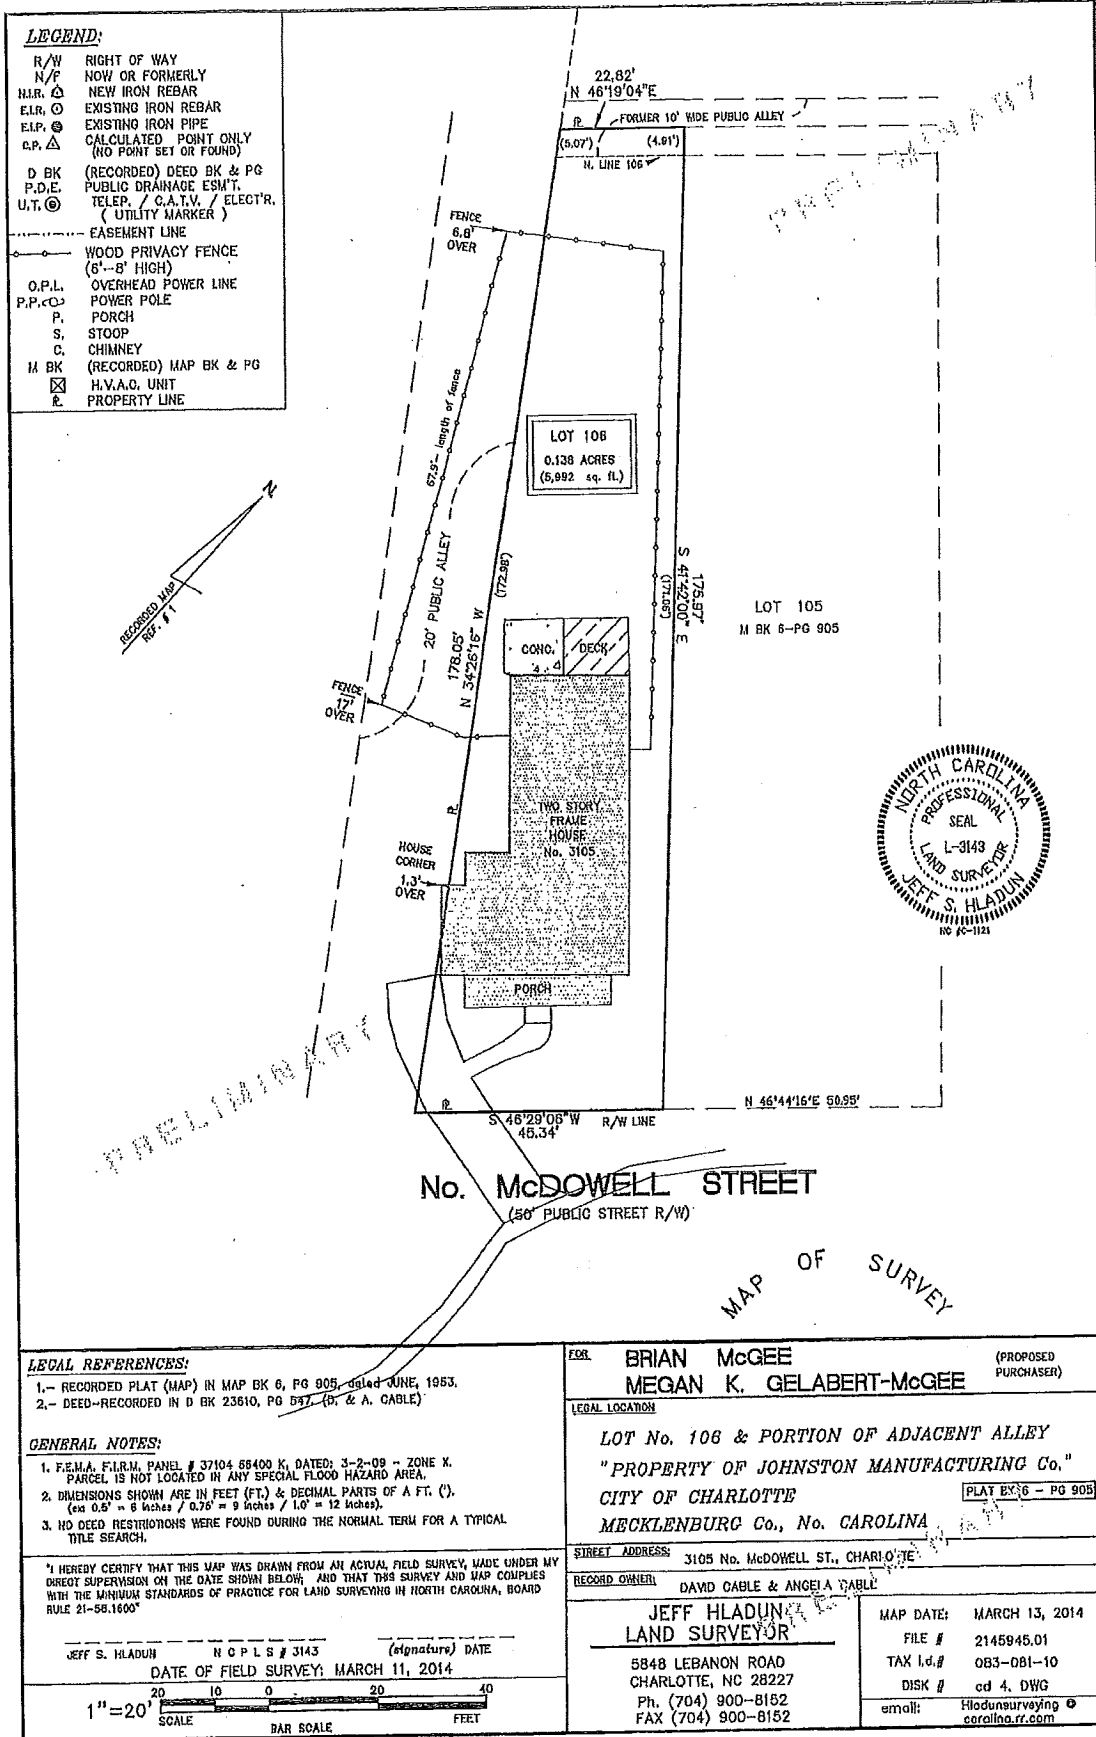 LEGEND:
R/W RIGHT OF WAY
N/F NOW OR FORMERLY
N.I.R. NEW IRON REBAR
E.I.R. EXISTING IRON REBAR
E.I.P. EXISTING IRON PIPE
C.P. CALCULATED POINT ONLY
(NO POINT SET OR FOUND)
D BK (RECORDED) DEED BK & PG
P.D.E. PUBLIC DRAINAGE ESM'T.
U.T. TELEP. / C.A.T.V. / ELECT'R.
( UTILITY MARKER )
EASEMENT LINE
WOOD PRIVACY FENCE
(6'-8' HIGH)
O.P.L. OVERHEAD POWER LINE
P.P. POWER POLE
P. PORCH
S. STOOP
C. CHIMNEY
M BK (RECORDED) MAP BK & PG
H.V.A.C. UNIT
PL PROPERTY LINE
22.82'
N 46°19'04"E
PL
FORMER 10' WIDE PUBLIC ALLEY
(5.07')
(4.91')
N. LINE 106
PRELIMINARY
FENCE
6.8'
OVER
67.9'- length of fence
LOT 106
0.138 ACRES
(5,992 sq. ft.)
N
RECORDED MAP
REF. # 1
20' PUBLIC ALLEY
178.05'
N 34°26'16" W
(172.98')
175.97'
S 41°42'00" E
(171.06')
LOT 105
M BK 6-PG 905
CONC.
DECK
FENCE
17'
OVER
PL
TWO STORY
FRAME
HOUSE
No. 3105
HOUSE
CORNER
1.3'
OVER
NORTH CAROLINA
PROFESSIONAL
SEAL
L-3143
LAND SURVEYOR
JEFF S. HLADUN
NO #C-1121
PORCH
PRELIMINARY
PL
S 46°29'06"W
45.34'
R/W LINE
N 46°44'16"E 50.95'
No. McDOWELL STREET
(50' PUBLIC STREET R/W)
MAP OF SURVEY
LEGAL REFERENCES:
1.- RECORDED PLAT (MAP) IN MAP BK 6, PG 905, dated JUNE, 1953.
2.- DEED-RECORDED IN D BK 23610, PG 547. (D. & A. CABLE)
GENERAL NOTES:
1. F.E.M.A. F.I.R.M. PANEL # 37104 55400 K, DATED: 3-2-09 - ZONE X.
PARCEL IS NOT LOCATED IN ANY SPECIAL FLOOD HAZARD AREA.
2. DIMENSIONS SHOWN ARE IN FEET (FT.) & DECIMAL PARTS OF A FT. (').
(ex: 0.5' = 6 inches / 0.75' = 9 inches / 1.0' = 12 inches).
3. NO DEED RESTRICTIONS WERE FOUND DURING THE NORMAL TERM FOR A TYPICAL
TITLE SEARCH.
"I HEREBY CERTIFY THAT THIS MAP WAS DRAWN FROM AN ACTUAL FIELD SURVEY, MADE UNDER MY
DIRECT SUPERVISION ON THE DATE SHOWN BELOW; AND THAT THIS SURVEY AND MAP COMPLIES
WITH THE MINIMUM STANDARDS OF PRACTICE FOR LAND SURVEYING IN NORTH CAROLINA, BOARD
RULE 21-56.1600"
JEFF S. HLADUN N C P L S # 3143 (signature) DATE
DATE OF FIELD SURVEY: MARCH 11, 2014
1"=20'
20 10 0 20 40
SCALE BAR SCALE FEET
FOR
BRIAN McGEE
MEGAN K. GELABERT-McGEE
(PROPOSED
PURCHASER)
LEGAL LOCATION
LOT No. 106 & PORTION OF ADJACENT ALLEY
"PROPERTY OF JOHNSTON MANUFACTURING Co."
CITY OF CHARLOTTE
PLAT BK 6 - PG 905
MECKLENBURG Co., No. CAROLINA
STREET ADDRESS: 3105 No. McDOWELL ST., CHARLOTTE
RECORD OWNER: DAVID CABLE & ANGELA CABLE
JEFF HLADUN
LAND SURVEYOR
5848 LEBANON ROAD
CHARLOTTE, NC 28227
Ph. (704) 900-8152
FAX (704) 900-8152
MAP DATE: MARCH 13, 2014
FILE # 2145945.01
TAX I.d.# 083-081-10
DISK # cd 4. DWG
email: Hladunsurveying @
carolina.rr.com